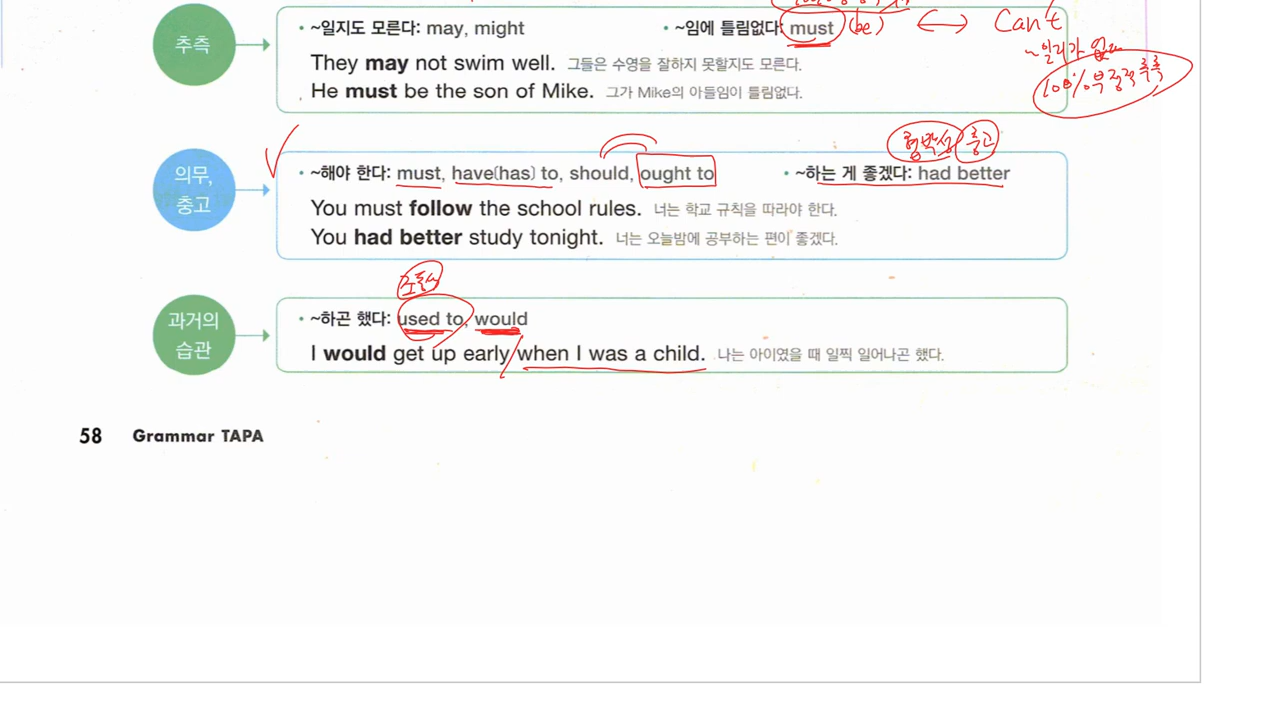 추측
• ~일지도 모른다: may, might • ~임에 틀림없다: must (be) ↔ Can't
~일리가 없다
They may not swim well. 그들은 수영을 잘하지 못할지도 모른다.
100% 부정적 추측
He must be the son of Mike. 그가 Mike의 아들임이 틀림없다.
협박성 충고
의무,
충고
• ~해야 한다: must, have(has) to, should, ought to • ~하는 게 좋겠다: had better
You must follow the school rules. 너는 학교 규칙을 따라야 한다.
You had better study tonight. 너는 오늘밤에 공부하는 편이 좋겠다.
과거의
습관
• ~하곤 했다: used to, would
I would get up early / when I was a child. 나는 아이였을 때 일찍 일어나곤 했다.
58 Grammar TAPA